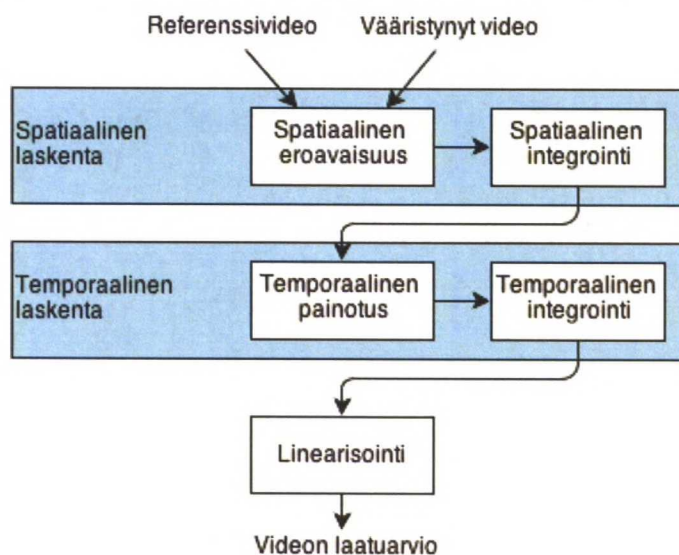 Referenssivideo Vääristynyt video
Spatiaalinen
laskenta
Spatiaalinen
eroavaisuus
Spatiaalinen
integrointi
Temporaalinen
laskenta
Temporaalinen
painotus
Temporaalinen
integrointi
Linearisointi
Videon laatuarvio